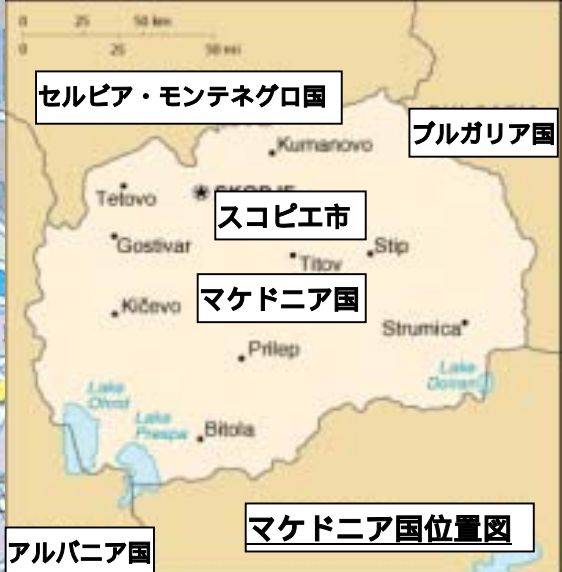 0 25 50 km
0 25 50 mi
セルビア・モンテネグロ国
ブルガリア国
Kumanovo
Tetovo
SKOPJE
スコピエ市
Gostivar
Stip
Titov
マケドニア国
Kičevo
Strumica
Prilep
Lake
Doiran
Lake
Ohrid
Lake
Prespa
Bitola
マケドニア国位置図
アルバニア国